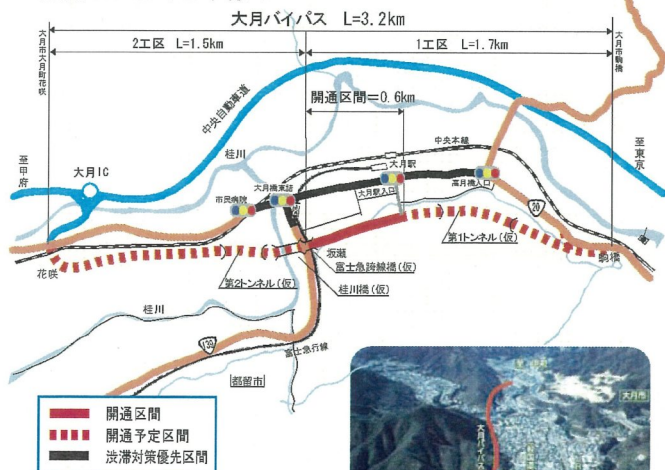 大月バイパス L=3.2km
2工区 L=1.5km
1工区 L=1.7km
大月市大月町花咲
大月市駒橋
開通区間=0.6km
中央自動車道
中央本線
至甲府
大月IC
桂川
大月橋東詰
市民病院
大月駅
大月駅入口
高月橋入口
至東京
20
花咲
第2トンネル(仮)
坂瀬
富士急跨線橋(仮)
桂川橋(仮)
第1トンネル(仮)
駒橋
桂川
139
富士急行線
都留市
開通区間
開通予定区間
渋滞対策優先区間
大月市
大月バイパス